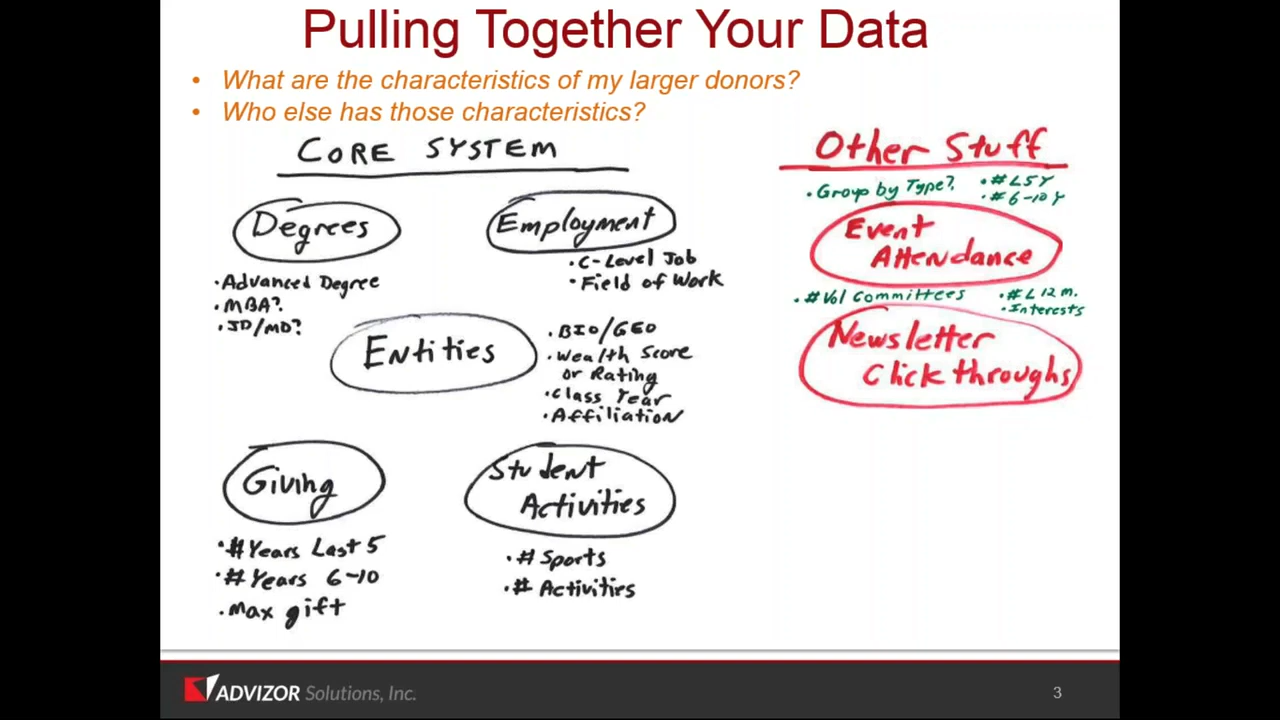 Pulling Together Your Data
• What are the characteristics of my larger donors?
• Who else has those characteristics?
CORE SYSTEM
Degrees
• Advanced Degree
• MBA?
• JD/MD?
Employment
• C-Level Job
• Field of Work
Entities
• BIO/GEO
• Wealth Score
or Rating
• Class Year
• Affiliation
Giving
• # Years Last 5
• # Years 6-10
• Max gift
Student
Activities
• # Sports
• # Activities
Other Stuff
• Group by Type?
• # L5Y
• # 6-10 Y
Event
Attendance
• # Vol Committees
• # L 12 m.
• Interests
Newsletter
Click throughs
ADVIZOR Solutions, Inc.
3